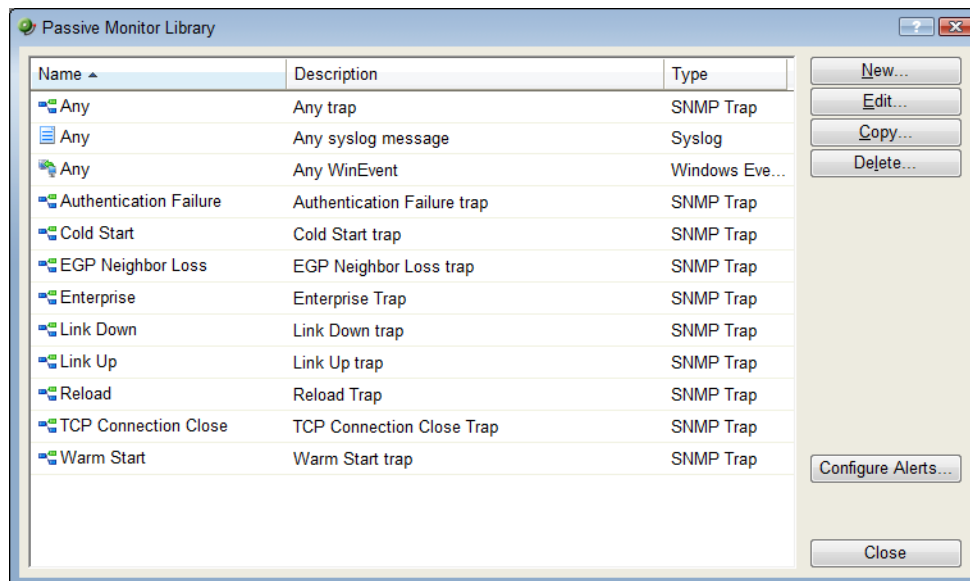 Passive Monitor Library
?
Name Description Type
Any Any trap SNMP Trap
Any Any syslog message Syslog
Any Any WinEvent Windows Eve...
Authentication Failure Authentication Failure trap SNMP Trap
Cold Start Cold Start trap SNMP Trap
EGP Neighbor Loss EGP Neighbor Loss trap SNMP Trap
Enterprise Enterprise Trap SNMP Trap
Link Down Link Down trap SNMP Trap
Link Up Link Up trap SNMP Trap
Reload Reload Trap SNMP Trap
TCP Connection Close TCP Connection Close Trap SNMP Trap
Warm Start Warm Start trap SNMP Trap
New...
Edit...
Copy...
Delete...
Configure Alerts...
Close